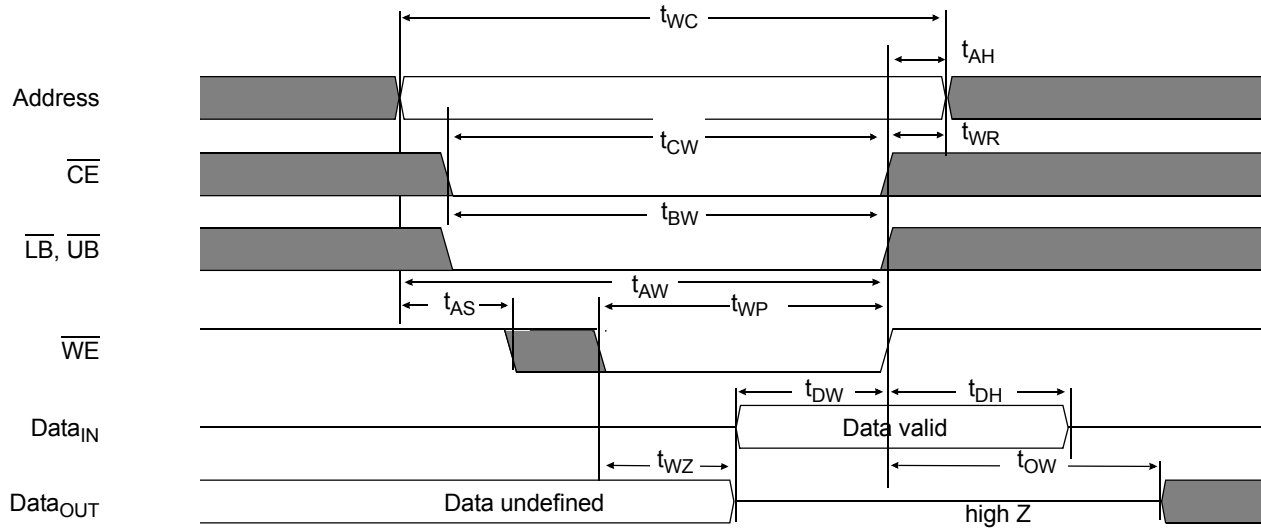 tWC
tAH
Address
tCW
tWR
CE
tBW
LB, UB
tAW
tAS
tWP
WE
tDW
tDH
DataIN
Data valid
tWZ
tOW
DataOUT
Data undefined
high Z